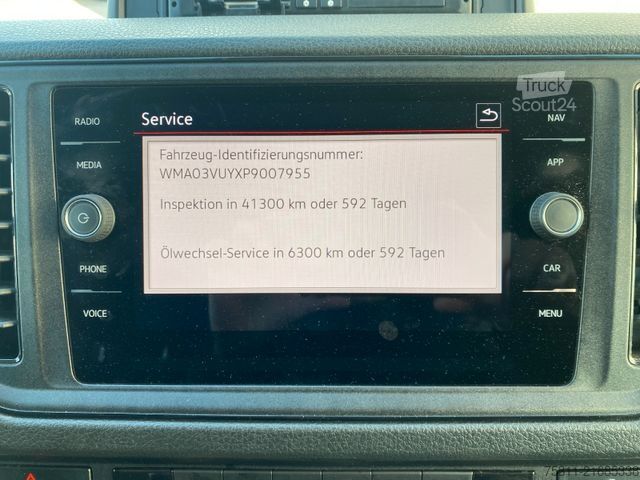 Truck
Scout24
RADIO
Service
NAV
MEDIA
Fahrzeug-Identifizierungsnummer:
WMA03VUYXP9007955
APP
Inspektion in 41300 km oder 592 Tagen
PHONE
Ölwechsel-Service in 6300 km oder 592 Tagen
CAR
VOICE
MENU